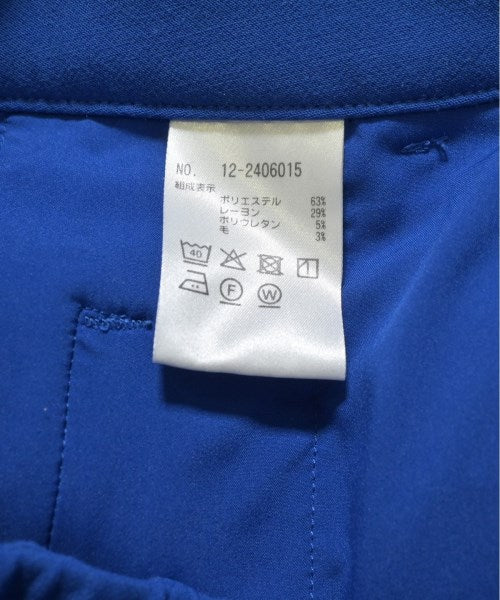 NO. 12-2406015
組成表示
ポリエステル 63%
レーヨン 29%
ポリウレタン 5%
毛 3%
40
F W